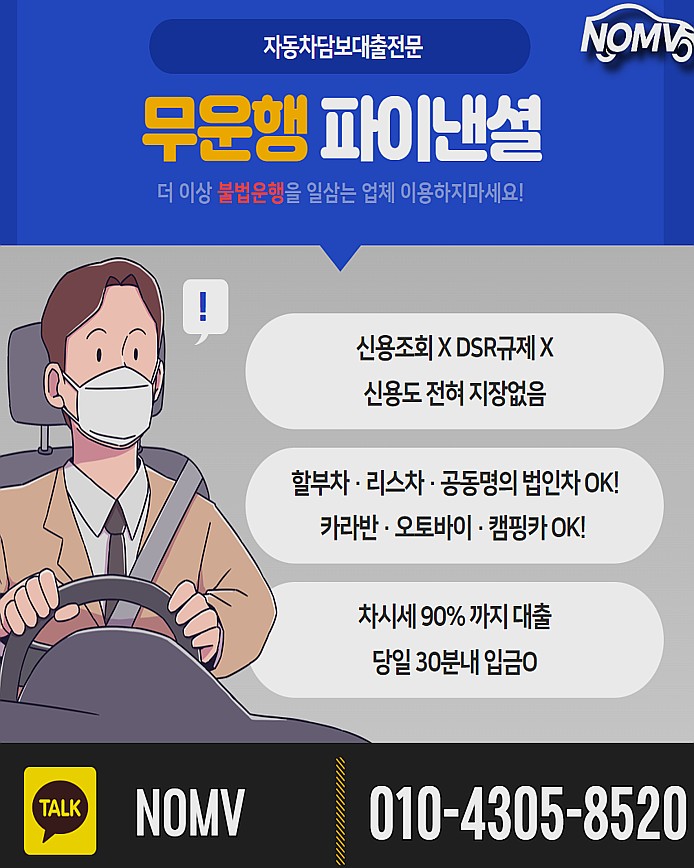 자동차담보대출전문
NOMV5
무운행 파이낸셜
더 이상 불법운행을 일삼는 업체 이용하지마세요!
!
신용조회 X DSR규제 X
신용도 전혀 지장없음
할부차 · 리스차 · 공동명의 법인차 OK!
카라반 · 오토바이 · 캠핑카 OK!
차시세 90% 까지 대출
당일 30분내 입금O
TALK
NOMV
010-4305-8520